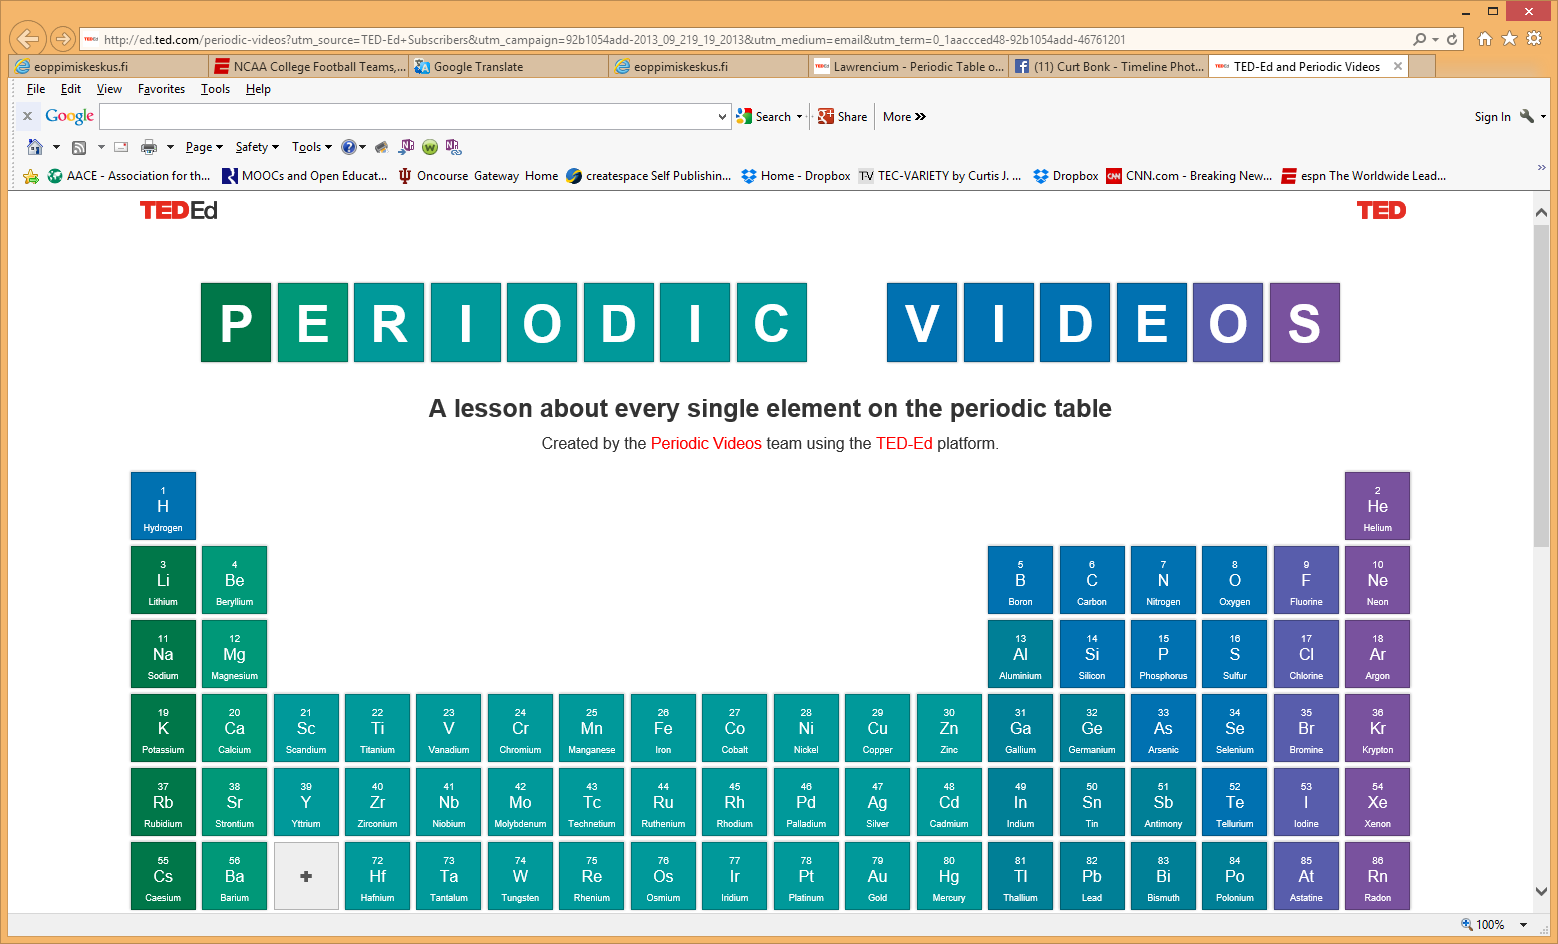 http://ed.ted.com/periodic-videos?utm_source=TED-Ed+Subscribers&utm_campaign=92b1054add-2013_09_219_19_2013&utm_medium=email&utm_term=0_1aaccced48-92b1054add-46761201
eoppimiskeskus.fi NCAA College Football Teams,... Google Translate eoppimiskeskus.fi Lawrencium - Periodic Table o... (11) Curt Bonk - Timeline Phot... TED-Ed and Periodic Videos
File Edit View Favorites Tools Help
x Google Search Share More Sign In
Page Safety Tools
AACE - Association for th... MOOCs and Open Educat... Oncourse Gateway Home createspace Self Publishin... Home - Dropbox TEC-VARIETY by Curtis J. ... Dropbox CNN.com - Breaking New... espn The Worldwide Lead...
TEDEd TED
PERIODIC VIDEOS
A lesson about every single element on the periodic table
Created by the Periodic Videos team using the TED-Ed platform.
1 2
H He
Hydrogen Helium
3 4 5 6 7 8 9 10
Li Be B C N O F Ne
Lithium Beryllium Boron Carbon Nitrogen Oxygen Fluorine Neon
11 12 13 14 15 16 17 18
Na Mg Al Si P S Cl Ar
Sodium Magnesium Aluminium Silicon Phosphorus Sulfur Chlorine Argon
19 20 21 22 23 24 25 26 27 28 29 30 31 32 33 34 35 36
K Ca Sc Ti V Cr Mn Fe Co Ni Cu Zn Ga Ge As Se Br Kr
Potassium Calcium Scandium Titanium Vanadium Chromium Manganese Iron Cobalt Nickel Copper Zinc Gallium Germanium Arsenic Selenium Bromine Krypton
37 38 39 40 41 42 43 44 45 46 47 48 49 50 51 52 53 54
Rb Sr Y Zr Nb Mo Tc Ru Rh Pd Ag Cd In Sn Sb Te I Xe
Rubidium Strontium Yttrium Zirconium Niobium Molybdenum Technetium Ruthenium Rhodium Palladium Silver Cadmium Indium Tin Antimony Tellurium Iodine Xenon
55 56 72 73 74 75 76 77 78 79 80 81 82 83 84 85 86
Cs Ba + Hf Ta W Re Os Ir Pt Au Hg Tl Pb Bi Po At Rn
Caesium Barium Hafnium Tantalum Tungsten Rhenium Osmium Iridium Platinum Gold Mercury Thallium Lead Bismuth Polonium Astatine Radon
100%